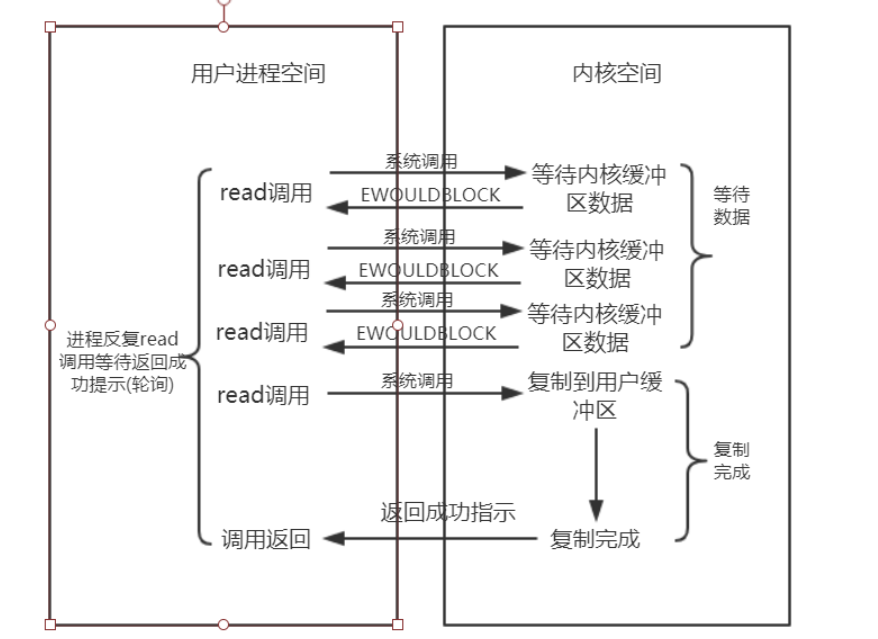 用户进程空间
内核空间
系统调用
read调用
EWOULDBLOCK
等待内核缓冲
区数据
等待
数据
系统调用
read调用
EWOULDBLOCK
等待内核缓冲
区数据
系统调用
read调用
EWOULDBLOCK
等待内核缓冲
区数据
进程反复read
调用等待返回成
功提示(轮询)
系统调用
read调用
复制到用户缓
冲区
复制
完成
返回成功指示
调用返回
复制完成